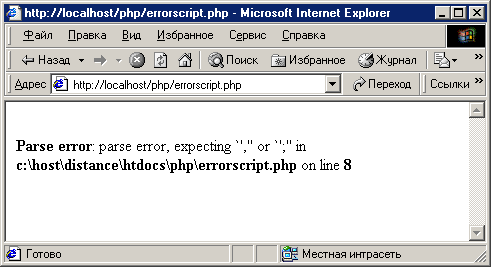 http://localhost/php/errorscript.php - Microsoft Internet Explorer
Файл Правка Вид Избранное Сервис Справка
Назад Поиск Избранное Журнал
Адрес http://localhost/php/errorscript.php Переход Ссылки
Parse error: parse error, expecting `","' or `";"' in
c:\host\distance\htdocs\php\errorscript.php on line 8
Готово Местная интрасеть